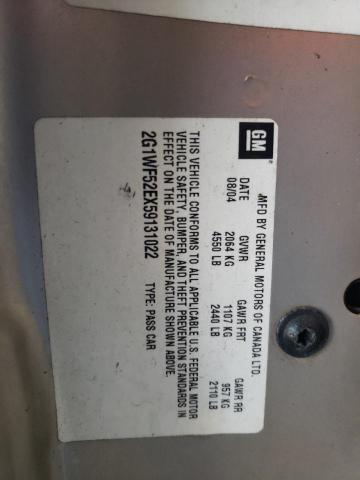 GM
MFD BY GENERAL MOTORS OF CANADA LTD.
DATE GVWR GAWR FRT GAWR RR
08/04 2064 KG 1107 KG 957 KG
4550 LB 2440 LB 2110 LB
THIS VEHICLE CONFORMS TO ALL APPLICABLE U.S. FEDERAL MOTOR
VEHICLE SAFETY, BUMPER, AND THEFT PREVENTION STANDARDS IN
EFFECT ON THE DATE OF MANUFACTURE SHOWN ABOVE.
2G1WF52EX59131022 TYPE: PASS CAR